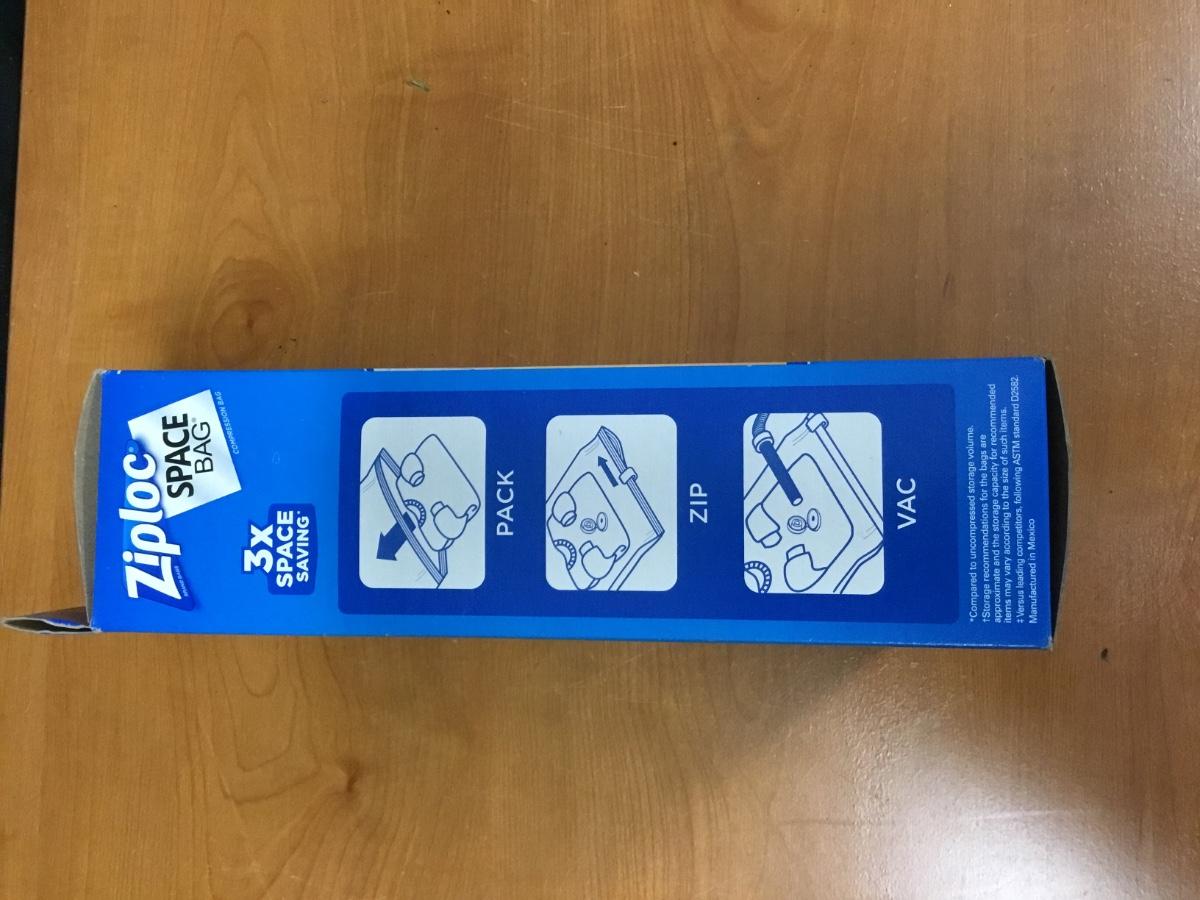 Ziploc®
BRAND BAGS
SPACE
BAG®
COMPRESSION BAG
3X
SPACE
SAVING*
PACK
ZIP
VAC
*Compared to uncompressed storage volume.
†Storage recommendations for the bags are
approximate and the storage capacity for recommended
items may vary according to the size of such items.
‡ Versus leading competitors, following ASTM standard D2582.
Manufactured in Mexico